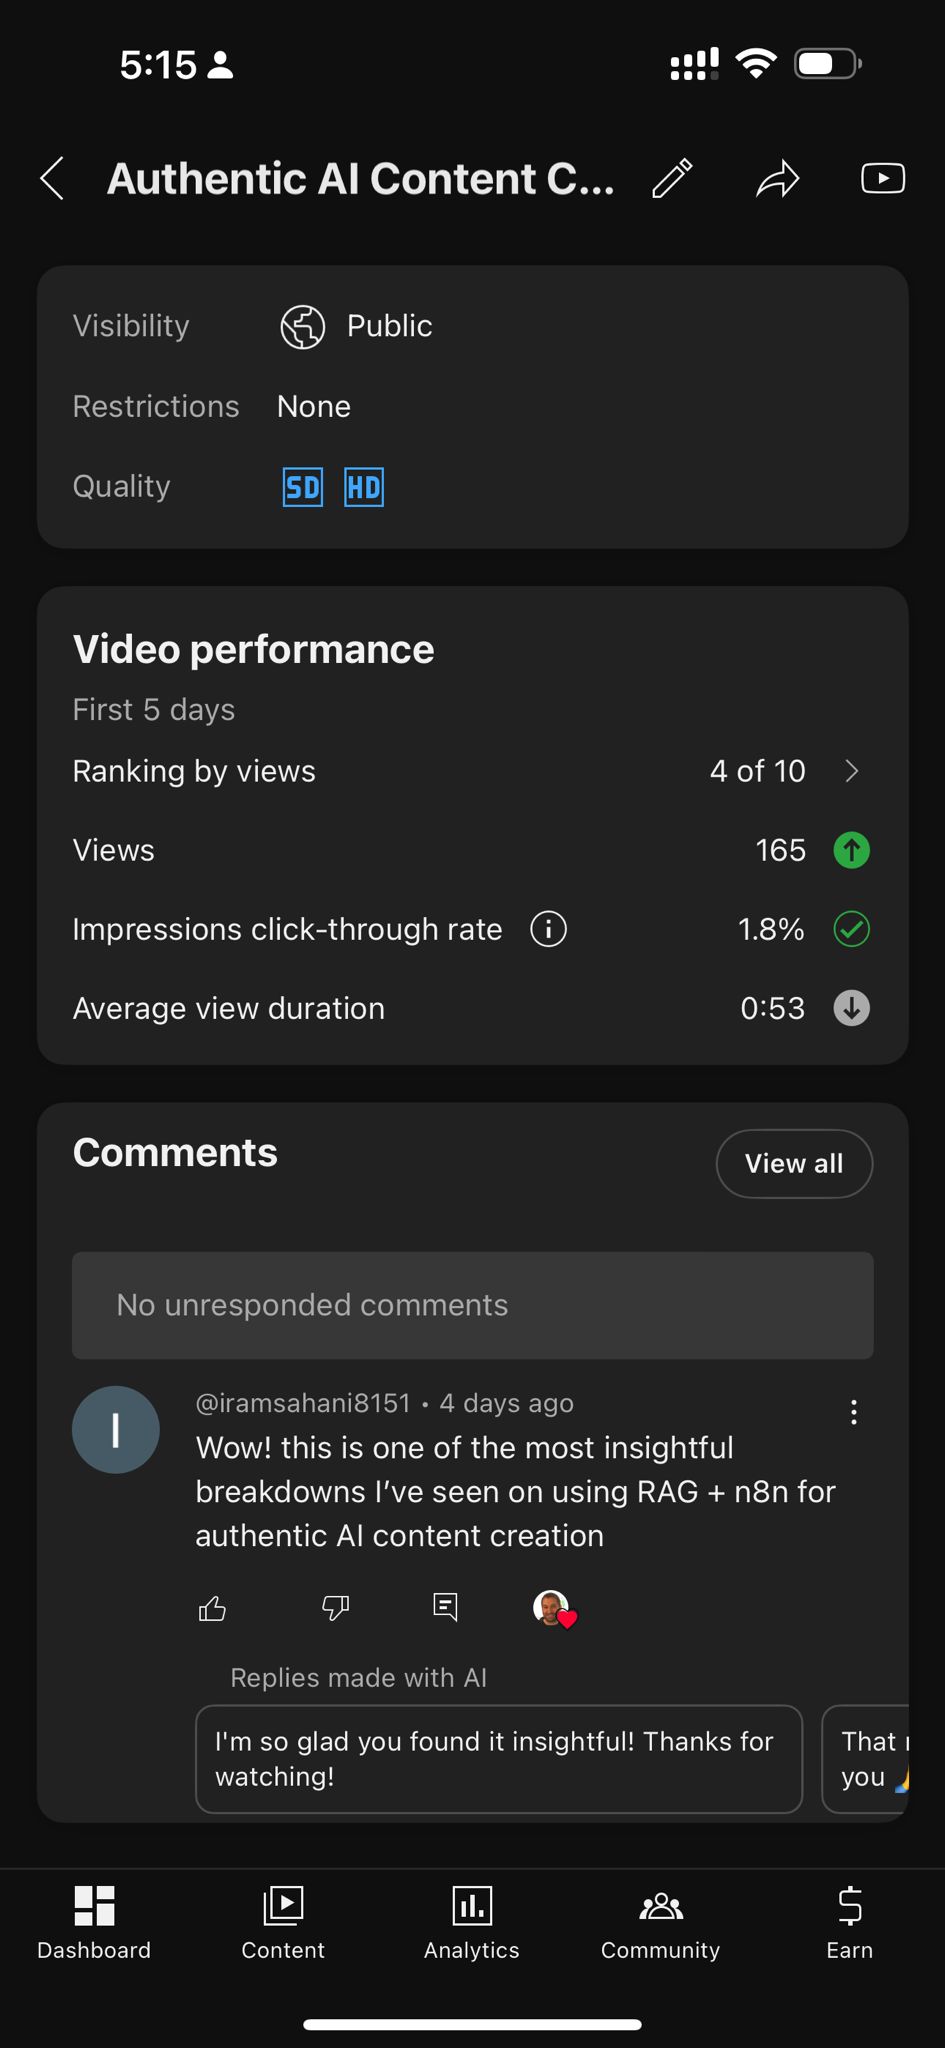 5:15
Authentic AI Content C...
Visibility Public
Restrictions None
Quality SD HD
Video performance
First 5 days
Ranking by views 4 of 10
Views 165
Impressions click-through rate 1.8%
Average view duration 0:53
Comments
View all
No unresponded comments
I
@iramsahani8151 • 4 days ago
Wow! this is one of the most insightful
breakdowns I’ve seen on using RAG + n8n for
authentic AI content creation
Replies made with AI
I'm so glad you found it insightful! Thanks for
watching!
That
you
Dashboard Content Analytics Community Earn